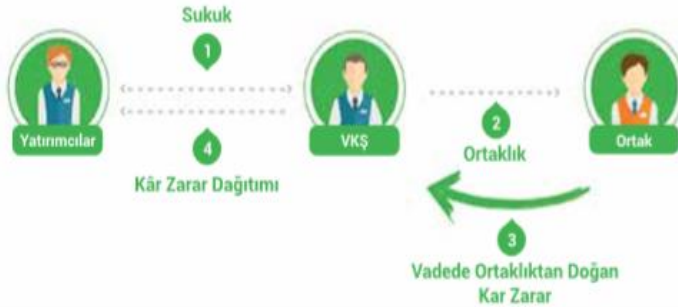 Sukuk
1
Yatırımcılar
VKŞ
Ortak
4
Kâr Zarar Dağıtımı
2
Ortaklık
3
Vadede Ortaklıktan Doğan
Kar Zarar